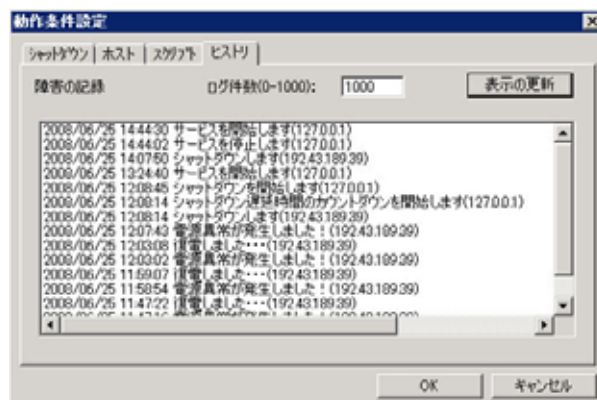 動作条件設定
シャットダウン ホスト スクリプト ヒストリ
障害の記録 ログ件数(0-1000): 1000 表示の更新
2008/06/25 14:44:30 サービスを開始します(127.0.0.1)
2008/06/25 14:44:02 サービスを停止します(127.0.0.1)
2008/06/25 14:07:50 シャットダウンします(192.43.189.39)
2008/06/25 13:24:40 サービスを開始します(127.0.0.1)
2008/06/25 12:08:45 シャットダウンを開始します(127.0.0.1)
2008/06/25 12:08:14 シャットダウン遅延時間のカウントダウンを開始します(127.0.0.1)
2008/06/25 12:08:14 シャットダウンします(192.43.189.39)
2008/06/25 12:07:43 電源異常が発生しました!(192.43.189.39)
2008/06/25 12:03:08 復電しました・・・(192.43.189.39)
2008/06/25 12:03:02 電源異常が発生しました!(192.43.189.39)
2008/06/25 11:59:07 復電しました・・・(192.43.189.39)
2008/06/25 11:58:54 電源異常が発生しました!(192.43.189.39)
2008/06/25 11:47:22 復電しました・・・(192.43.189.39)
OK キャンセル